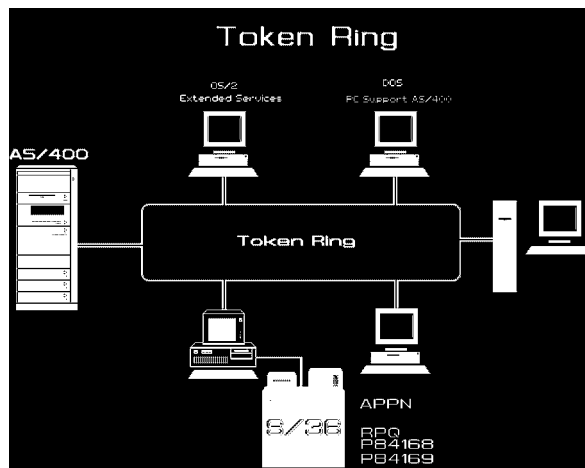 Token Ring
OS/2
Extended Services
DOS
PC Support AS/400
AS/400
Token Ring
S/36
APPN
RPQ
P84168
P84169